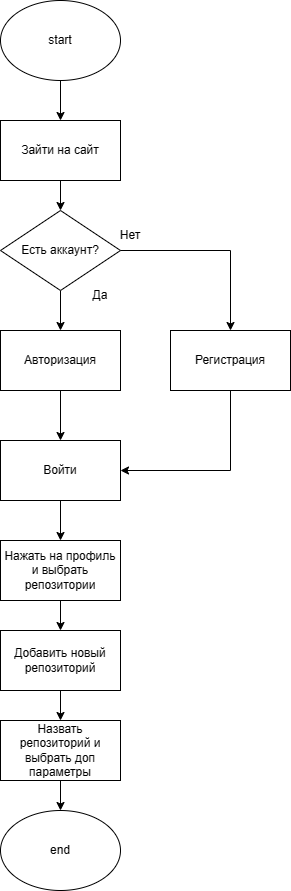 start
Зайти на сайт
Есть аккаунт?
Нет
Да
Авторизация
Регистрация
Войти
Нажать на профиль
и выбрать
репозитории
Добавить новый
репозиторий
Назвать
репозиторий и
выбрать доп
параметры
end